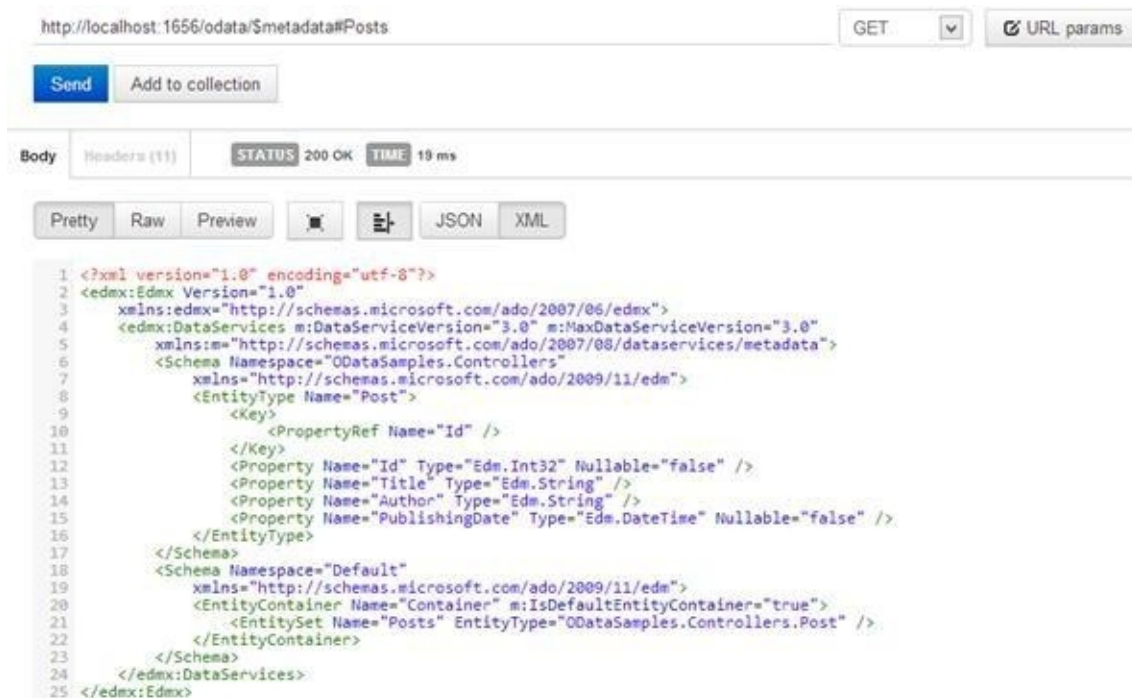 http://localhost:1656/odata/$metadata#Posts GET URL params
Send Add to collection
Body Headers (11) STATUS 200 OK TIME 19 ms
Pretty Raw Preview JSON XML
1 <?xml version="1.0" encoding="utf-8"?>
2 <edmx:Edmx Version="1.0"
3 xmlns:edmx="http://schemas.microsoft.com/ado/2007/06/edmx">
4 <edmx:DataServices m:DataServiceVersion="3.0" m:MaxDataServiceVersion="3.0"
5 xmlns:m="http://schemas.microsoft.com/ado/2007/08/dataservices/metadata">
6 <Schema Namespace="ODataSamples.Controllers"
7 xmlns="http://schemas.microsoft.com/ado/2009/11/edm">
8 <EntityType Name="Post">
9 <Key>
10 <PropertyRef Name="Id" />
11 </Key>
12 <Property Name="Id" Type="Edm.Int32" Nullable="false" />
13 <Property Name="Title" Type="Edm.String" />
14 <Property Name="Author" Type="Edm.String" />
15 <Property Name="PublishingDate" Type="Edm.DateTime" Nullable="false" />
16 </EntityType>
17 </Schema>
18 <Schema Namespace="Default"
19 xmlns="http://schemas.microsoft.com/ado/2009/11/edm">
20 <EntityContainer Name="Container" m:IsDefaultEntityContainer="true">
21 <EntitySet Name="Posts" EntityType="ODataSamples.Controllers.Post" />
22 </EntityContainer>
23 </Schema>
24 </edmx:DataServices>
25 </edmx:Edmx>